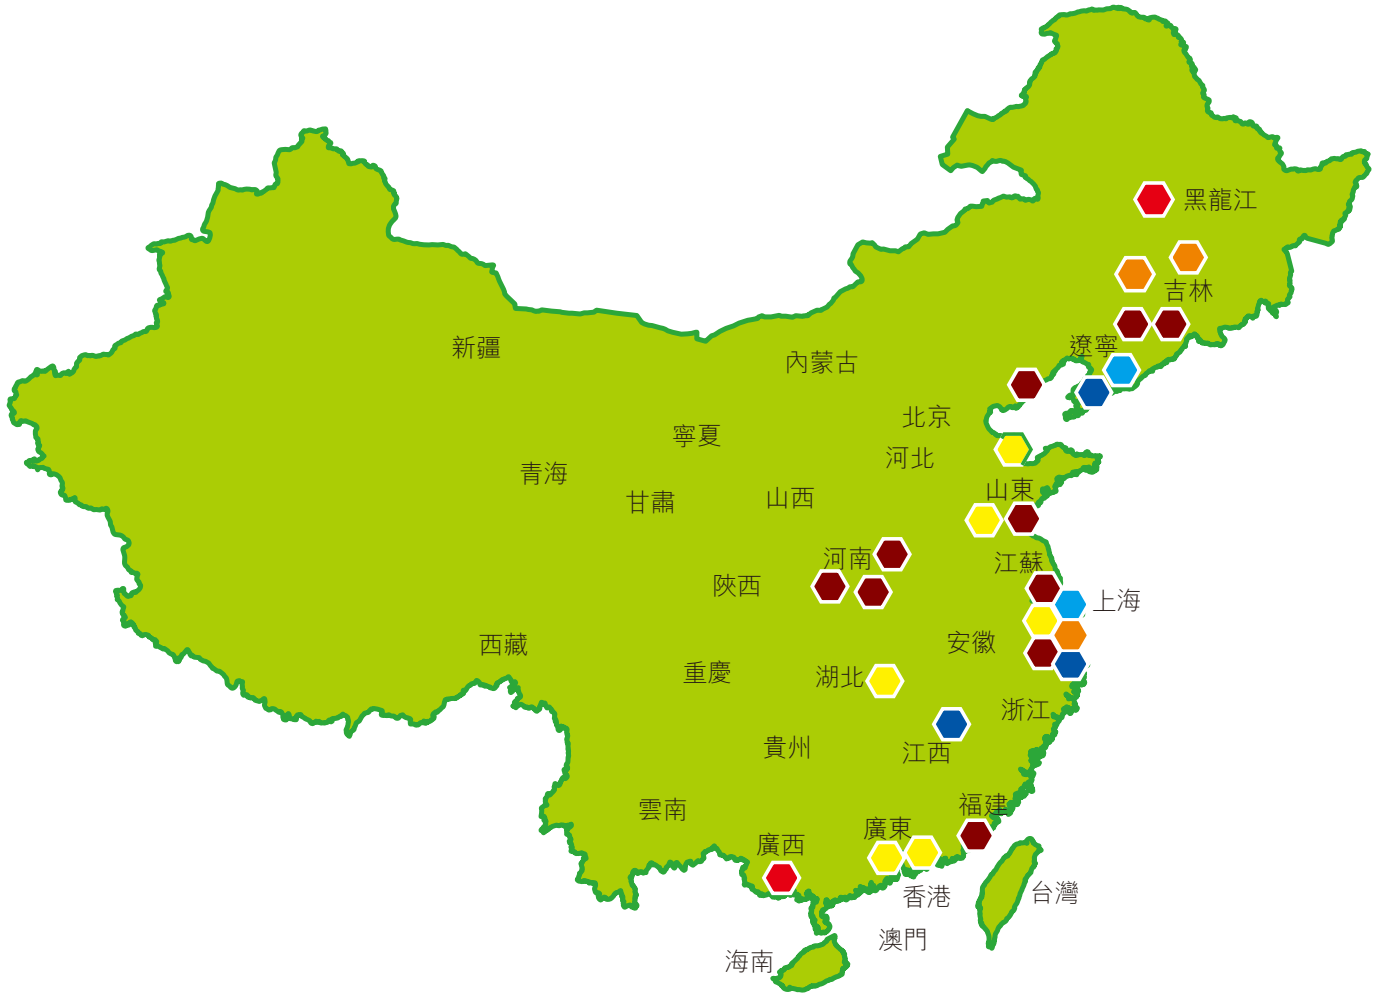 黑龍江
吉林
遼寧
新疆
內蒙古
北京
寧夏
河北
青海
山東
甘肅
山西
河南
江蘇
陝西
上海
西藏
安徽
重慶
湖北
浙江
貴州
江西
雲南
福建
廣東
廣西
香港
台灣
澳門
海南